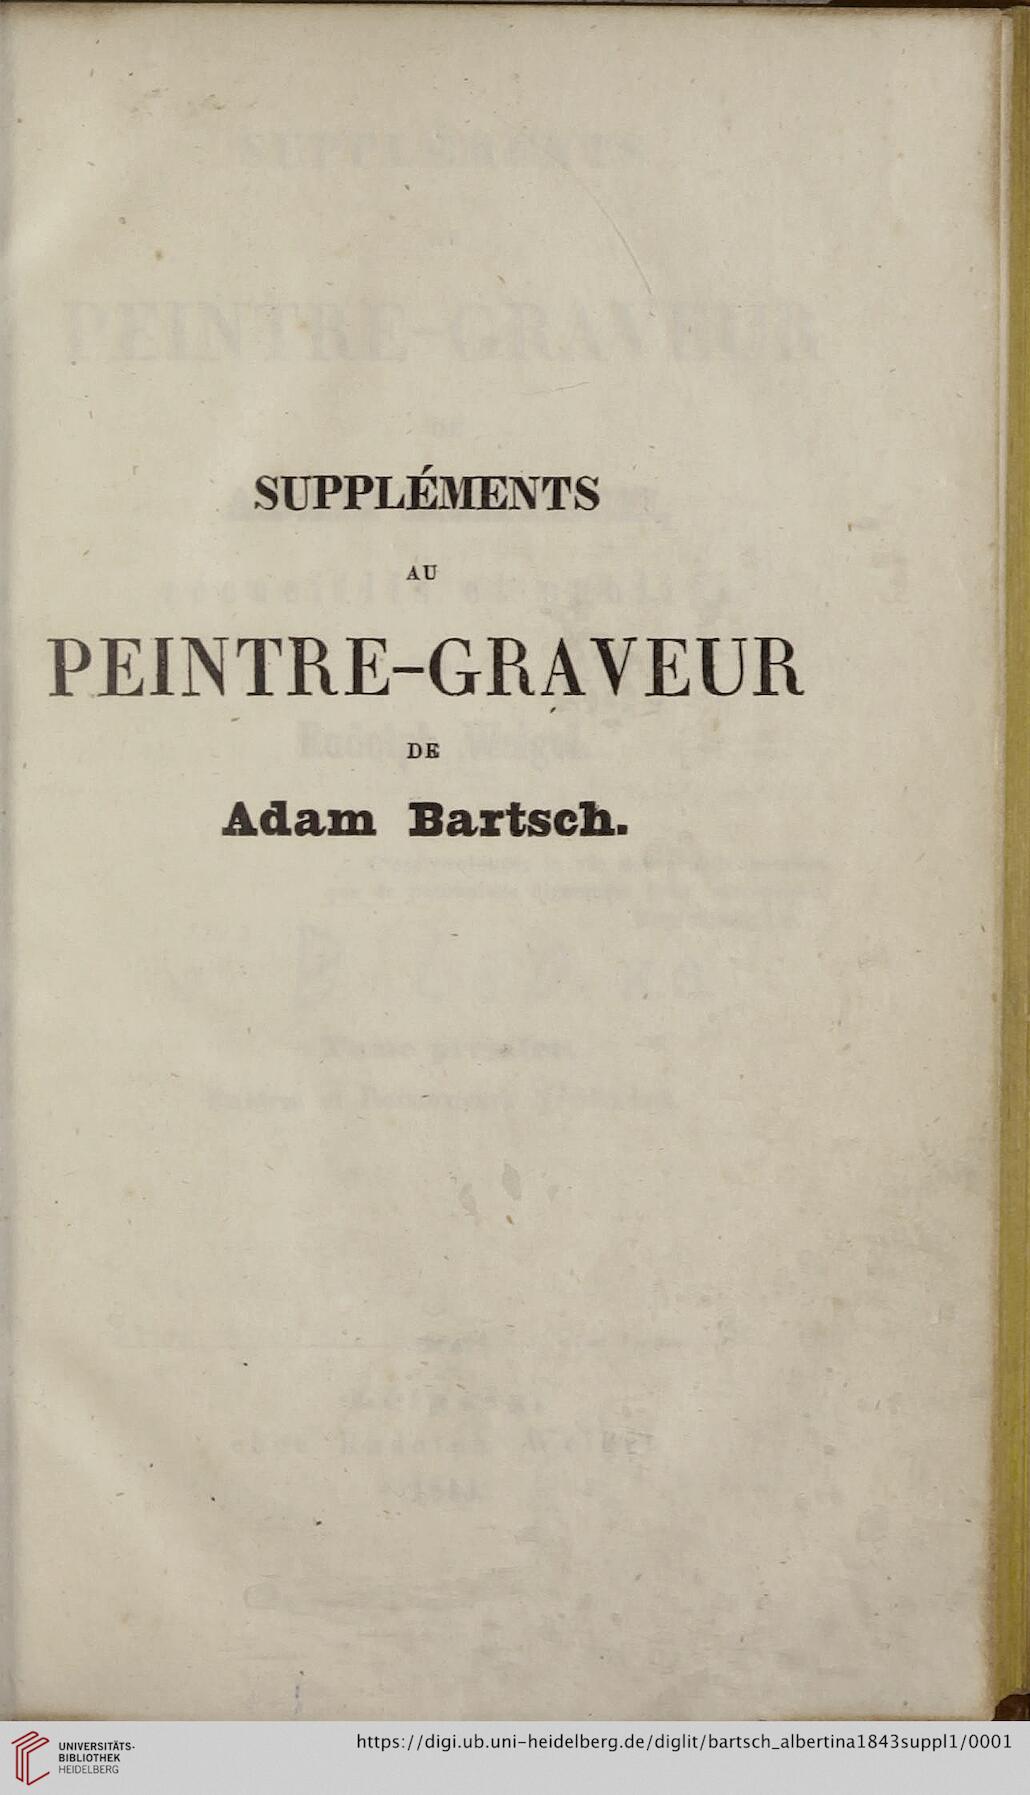 SUPPLÉMENTS
AU
PEINTRE-GRAVEUR
DE
Adam Bartsch.
UNIVERSITÄTS-
BIBLIOTHEK
HEIDELBERG
https://digi.ub.uni-heidelberg.de/diglit/bartsch_albertina1843suppl1/0001